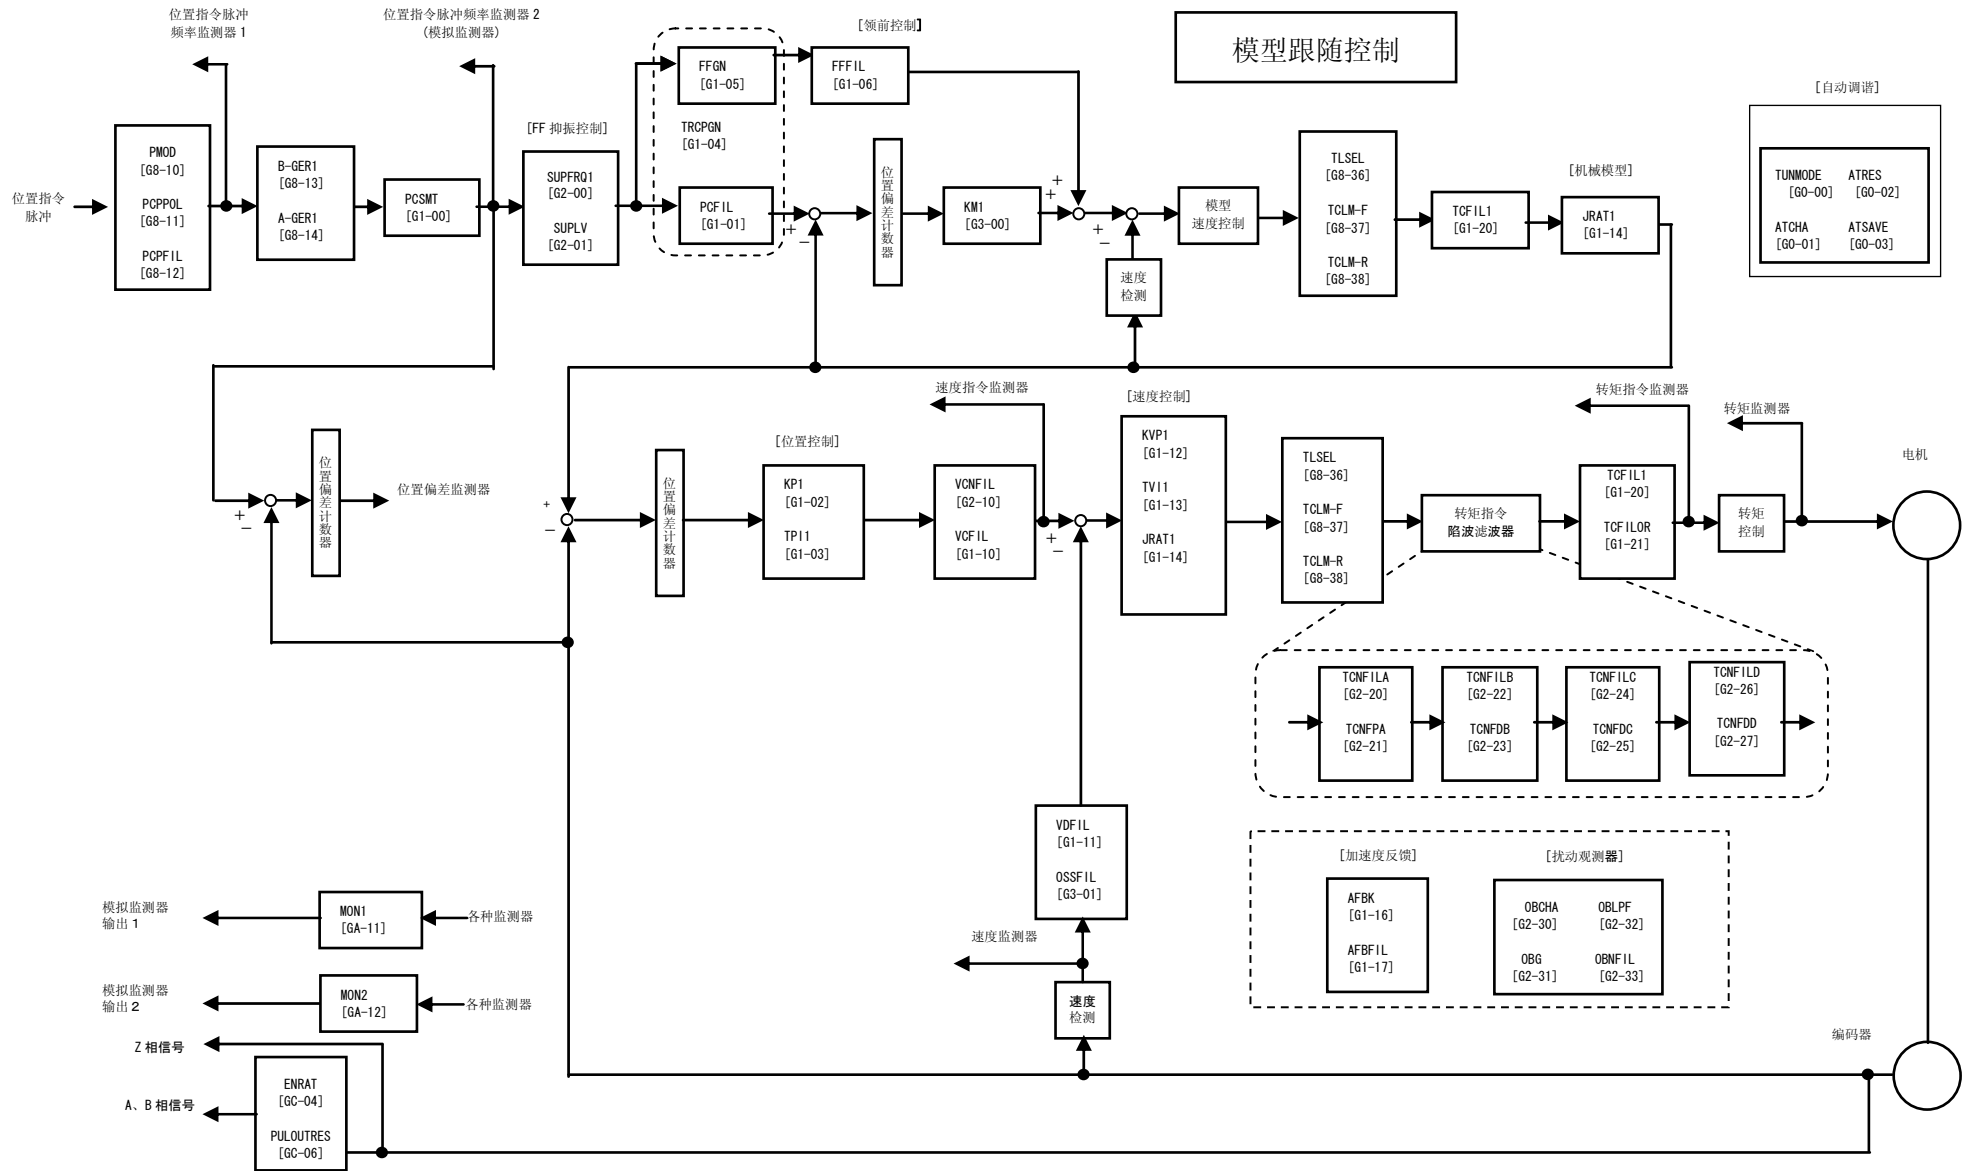 位置指令脉冲
频率监测器 1
位置指令脉冲频率监测器 2
(模拟监测器)
[领前控制]
模型跟随控制
[自动调谐]
FFGN
[G1-05]
FFFIL
[G1-06]
TRCPGN
[G1-04]
[FF 抑振控制]
位置指令
脉冲
PMOD
[G8-10]
PCPPOL
[G8-11]
PCPFIL
[G8-12]
B-GER1
[G8-13]
A-GER1
[G8-14]
PCSMT
[G1-00]
SUPFRQ1
[G2-00]
SUPLV
[G2-01]
PCFIL
[G1-01]
+
−
位置偏差计数器
KM1
[G3-00]
+
+
+
−
模型
速度控制
速度
检测
TLSEL
[G8-36]
TCLM-F
[G8-37]
TCLM-R
[G8-38]
TCFIL1
[G1-20]
[机械模型]
JRAT1
[G1-14]
TUNMODE
[G0-00]
ATRES
[G0-02]
ATCHA
[G0-01]
ATSAVE
[G0-03]
速度指令监测器
[速度控制]
转矩指令监测器
转矩监测器
电机
+
−
位置偏差计数器
位置偏差监测器
+
−
位置偏差计数器
[位置控制]
KP1
[G1-02]
TPI1
[G1-03]
VCNFIL
[G2-10]
VCFIL
[G1-10]
+
−
KVP1
[G1-12]
TVI1
[G1-13]
JRAT1
[G1-14]
TLSEL
[G8-36]
TCLM-F
[G8-37]
TCLM-R
[G8-38]
转矩指令
陷波滤波器
TCFIL1
[G1-20]
TCFILOR
[G1-21]
转矩
控制
TCNFILA
[G2-20]
TCNFPA
[G2-21]
TCNFILB
[G2-22]
TCNFDB
[G2-23]
TCNFILC
[G2-24]
TCNFDC
[G2-25]
TCNFILD
[G2-26]
TCNFDD
[G2-27]
VDFIL
[G1-11]
OSSFIL
[G3-01]
速度监测器
速度
检测
[加速度反馈]
AFBK
[G1-16]
AFBFIL
[G1-17]
[扰动观测器]
OBCHA
[G2-30]
OBLPF
[G2-32]
OBG
[G2-31]
OBNFIL
[G2-33]
编码器
模拟监测器
输出 1
MON1
[GA-11]
各种监测器
模拟监测器
输出 2
MON2
[GA-12]
各种监测器
Z 相信号
A、B 相信号
ENRAT
[GC-04]
PULOUTRES
[GC-06]